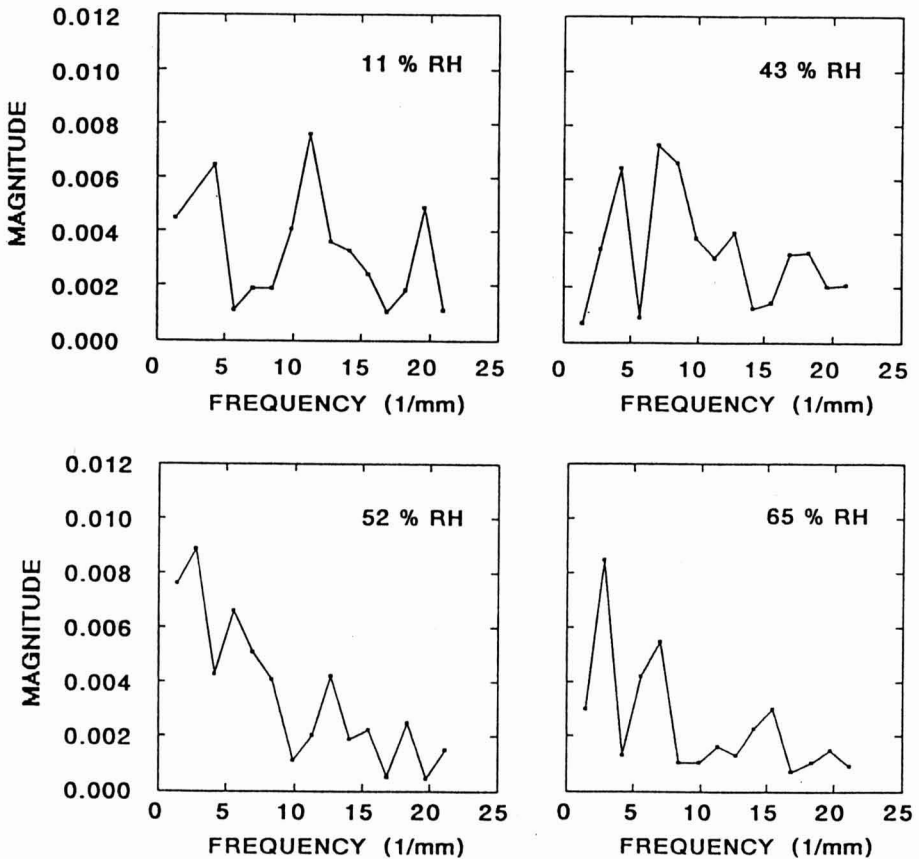 0.012
0.010
0.008
0.006
0.004
0.002
0.000
MAGNITUDE
11 % RH
0 5 10 15 20 25
FREQUENCY (1/mm)
43 % RH
0 5 10 15 20 25
FREQUENCY (1/mm)
0.012
0.010
0.008
0.006
0.004
0.002
0.000
MAGNITUDE
52 % RH
0 5 10 15 20 25
FREQUENCY (1/mm)
65 % RH
0 5 10 15 20 25
FREQUENCY (1/mm)